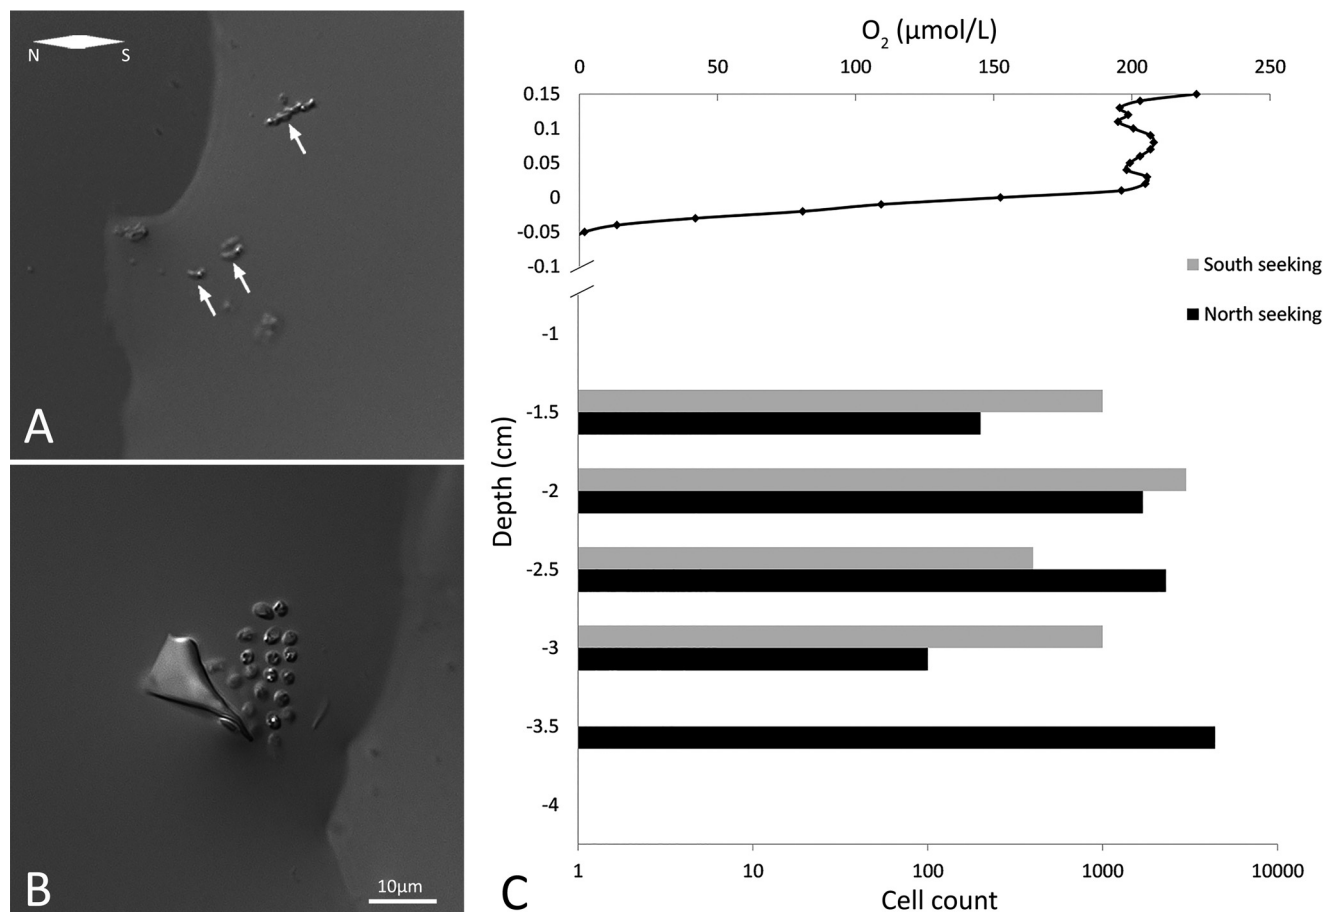 N S
A
B
10µm
C
O2 (µmol/L)
0 50 100 150 200 250
0.15
0.1
0.05
0
-0.05
-0.1
South seeking
North seeking
-1
-1.5
-2
-2.5
-3
-3.5
-4
Depth (cm)
1 10 100 1000 10000
Cell count